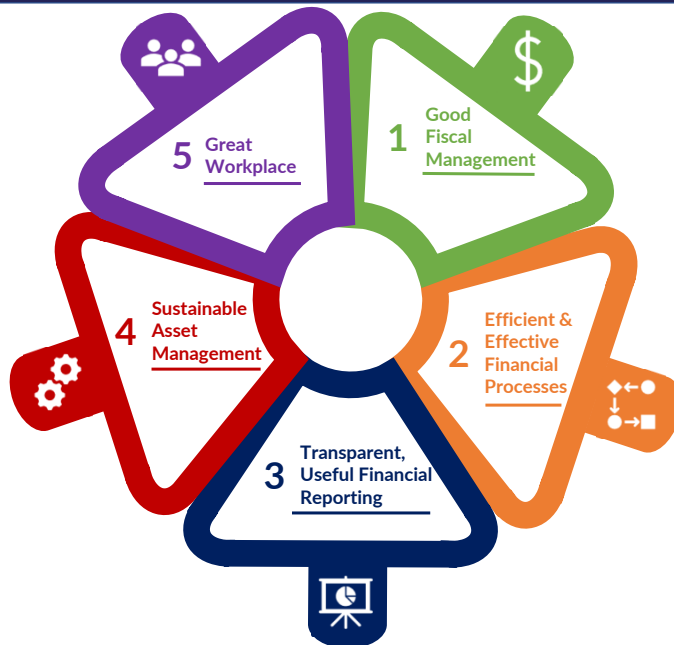 1
Good
Fiscal
Management
2
Efficient &
Effective
Financial
Processes
3
Transparent,
Useful Financial
Reporting
4
Sustainable
Asset
Management
5
Great
Workplace
$